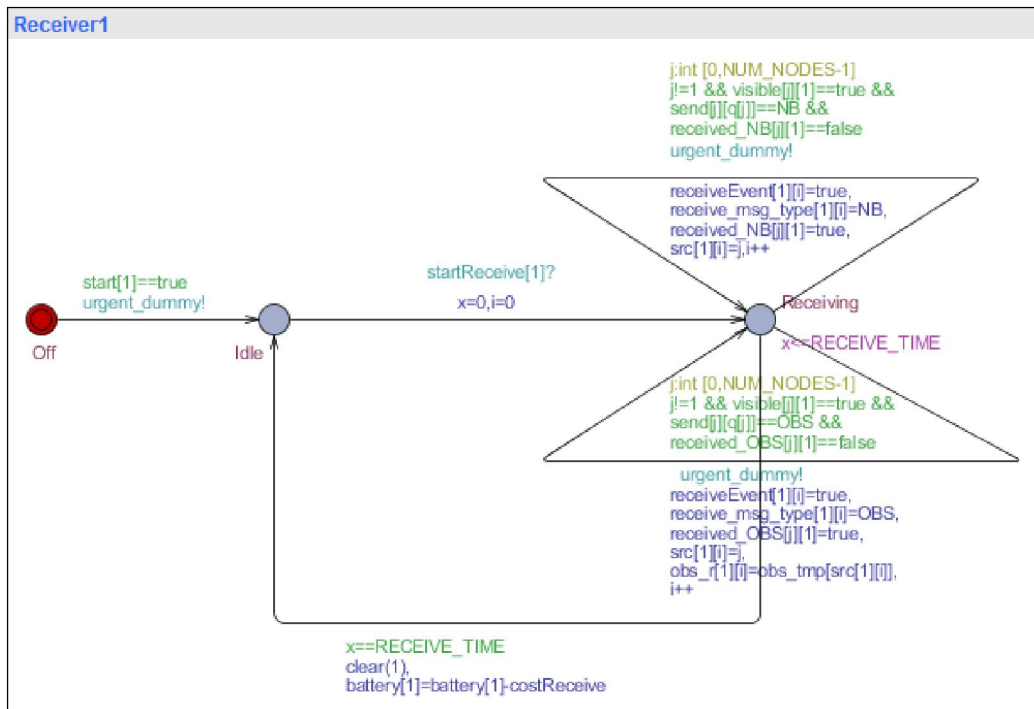 Receiver1
j:int [0,NUM_NODES-1]
j!=1 && visible[j][1]==true &&
send[j][q[j]]==NB &&
received_NB[j][1]==false
urgent_dummy!
receiveEvent[1][i]=true,
receive_msg_type[1][i]=NB,
received_NB[j][1]=true,
src[1][i]=j,i++
start[1]==true
urgent_dummy!
startReceive[1]?
x=0,i=0
Off
Idle
Receiving
x<=RECEIVE_TIME
j:int [0,NUM_NODES-1]
j!=1 && visible[j][1]==true &&
send[j][q[j]]==OBS &&
received_OBS[j][1]==false
urgent_dummy!
receiveEvent[1][i]=true,
receive_msg_type[1][i]=OBS,
received_OBS[j][1]=true,
src[1][i]=j,
obs_r[1][i]=obs_tmp[src[1][i]],
i++
x==RECEIVE_TIME
clear(1),
battery[1]=battery[1]-costReceive